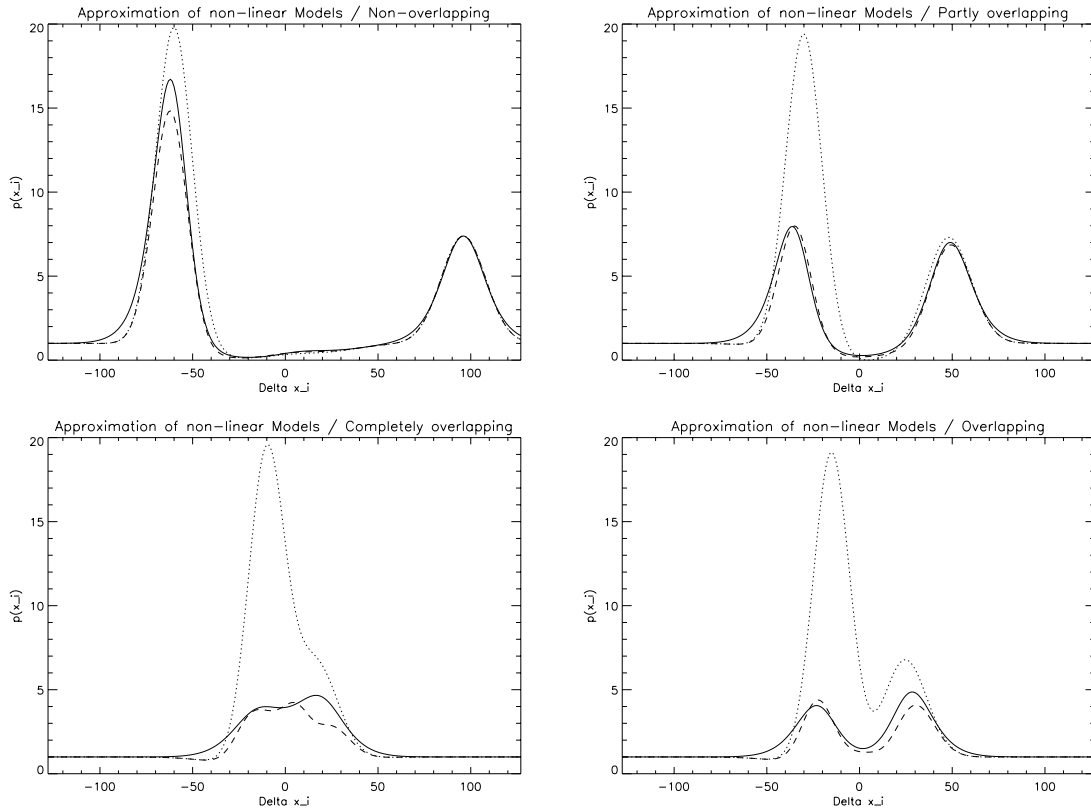 Approximation of non-linear Models / Non-overlapping
20
15
10
5
0
p(x_i)
-100 -50 0 50 100
Delta x_i
Approximation of non-linear Models / Partly overlapping
20
15
10
5
0
p(x_i)
-100 -50 0 50 100
Delta x_i
Approximation of non-linear Models / Completely overlapping
20
15
10
5
0
p(x_i)
-100 -50 0 50 100
Delta x_i
Approximation of non-linear Models / Overlapping
20
15
10
5
0
p(x_i)
-100 -50 0 50 100
Delta x_i